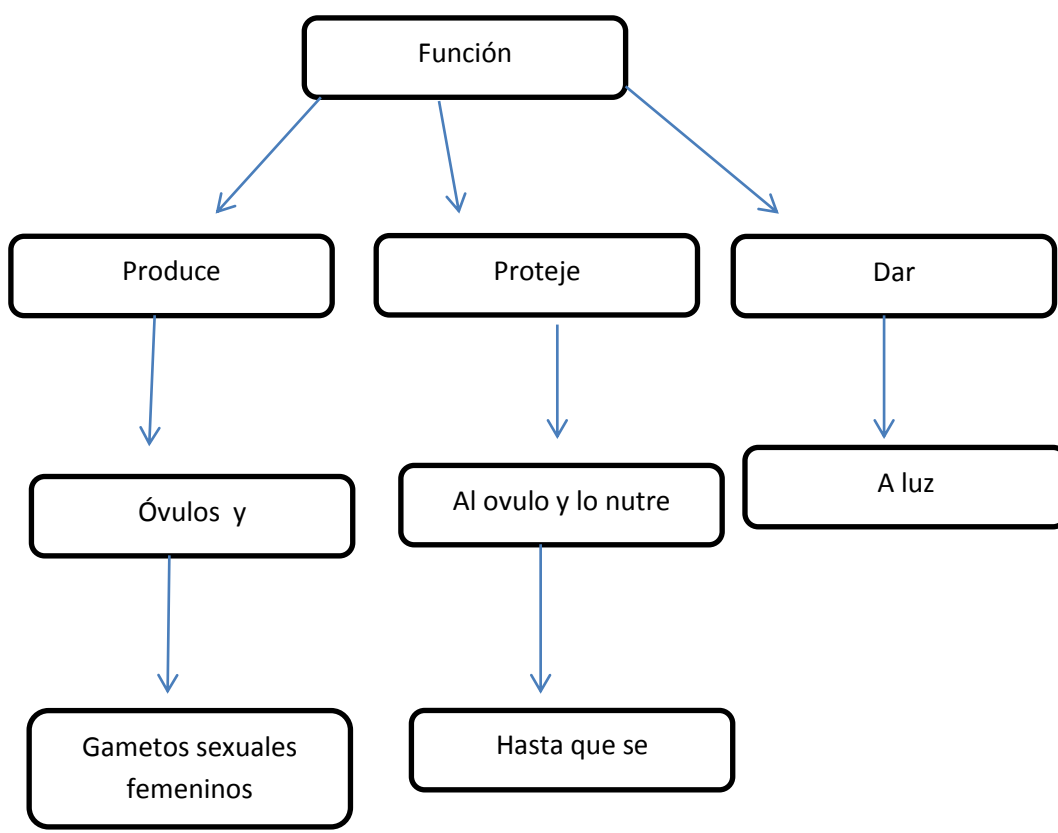 Función
Produce
Proteje
Dar
Óvulos y
Al ovulo y lo nutre
A luz
Gametos sexuales
femeninos
Hasta que se